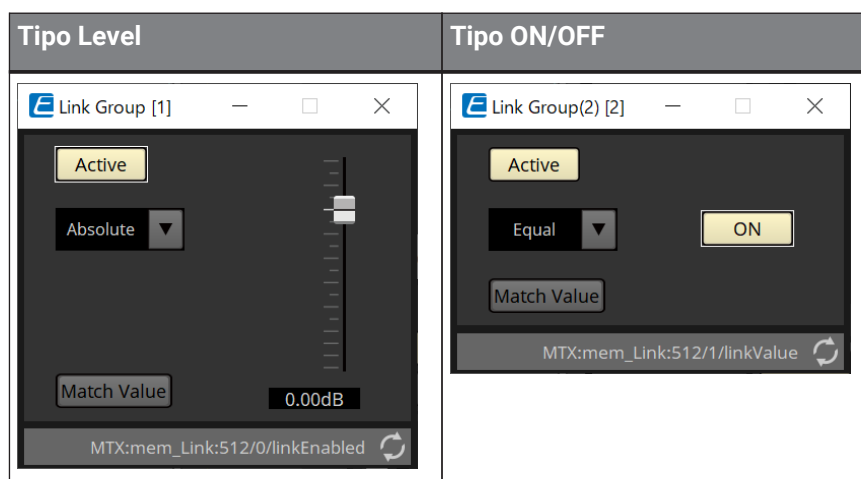 Tipo Level
Tipo ON/OFF
Link Group [1]
Active
Absolute
Match Value
0.00dB
MTX:mem_Link:512/0/linkEnabled
Link Group(2) [2]
Active
Equal
ON
Match Value
MTX:mem_Link:512/1/linkValue